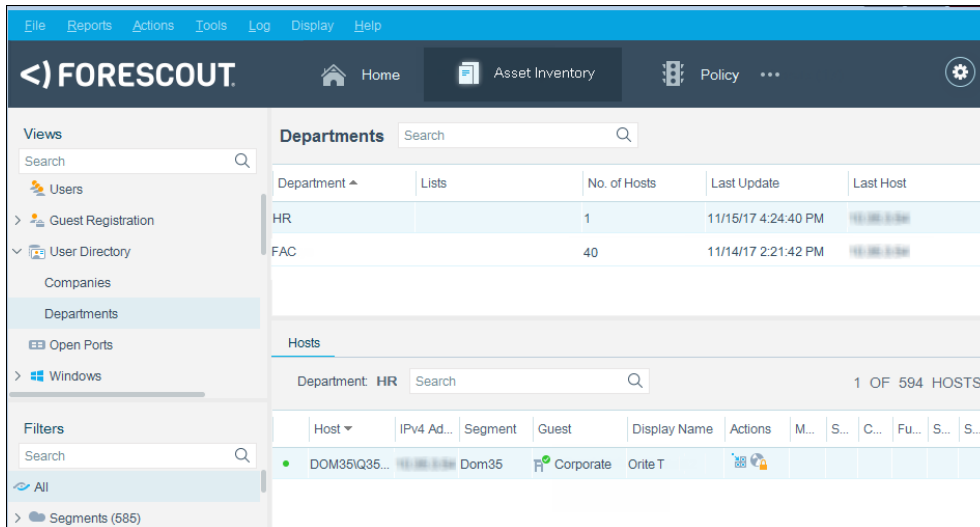 File Reports Actions Tools Log Display Help
<) FORESCOUT. Home Asset Inventory Policy •••
Views
Search
Users
Guest Registration
User Directory
Companies
Departments
Open Ports
Windows
Filters
Search
All
Segments (585)
Departments Search
Department Lists No. of Hosts Last Update Last Host
HR 1 11/15/17 4:24:40 PM
FAC 40 11/14/17 2:21:42 PM
Hosts
Department: HR Search 1 OF 594 HOSTS
Host IPv4 Ad... Segment Guest Display Name Actions M... S... C... Fu... S... S...
DOM35\Q35... Dom35 Corporate Orite T